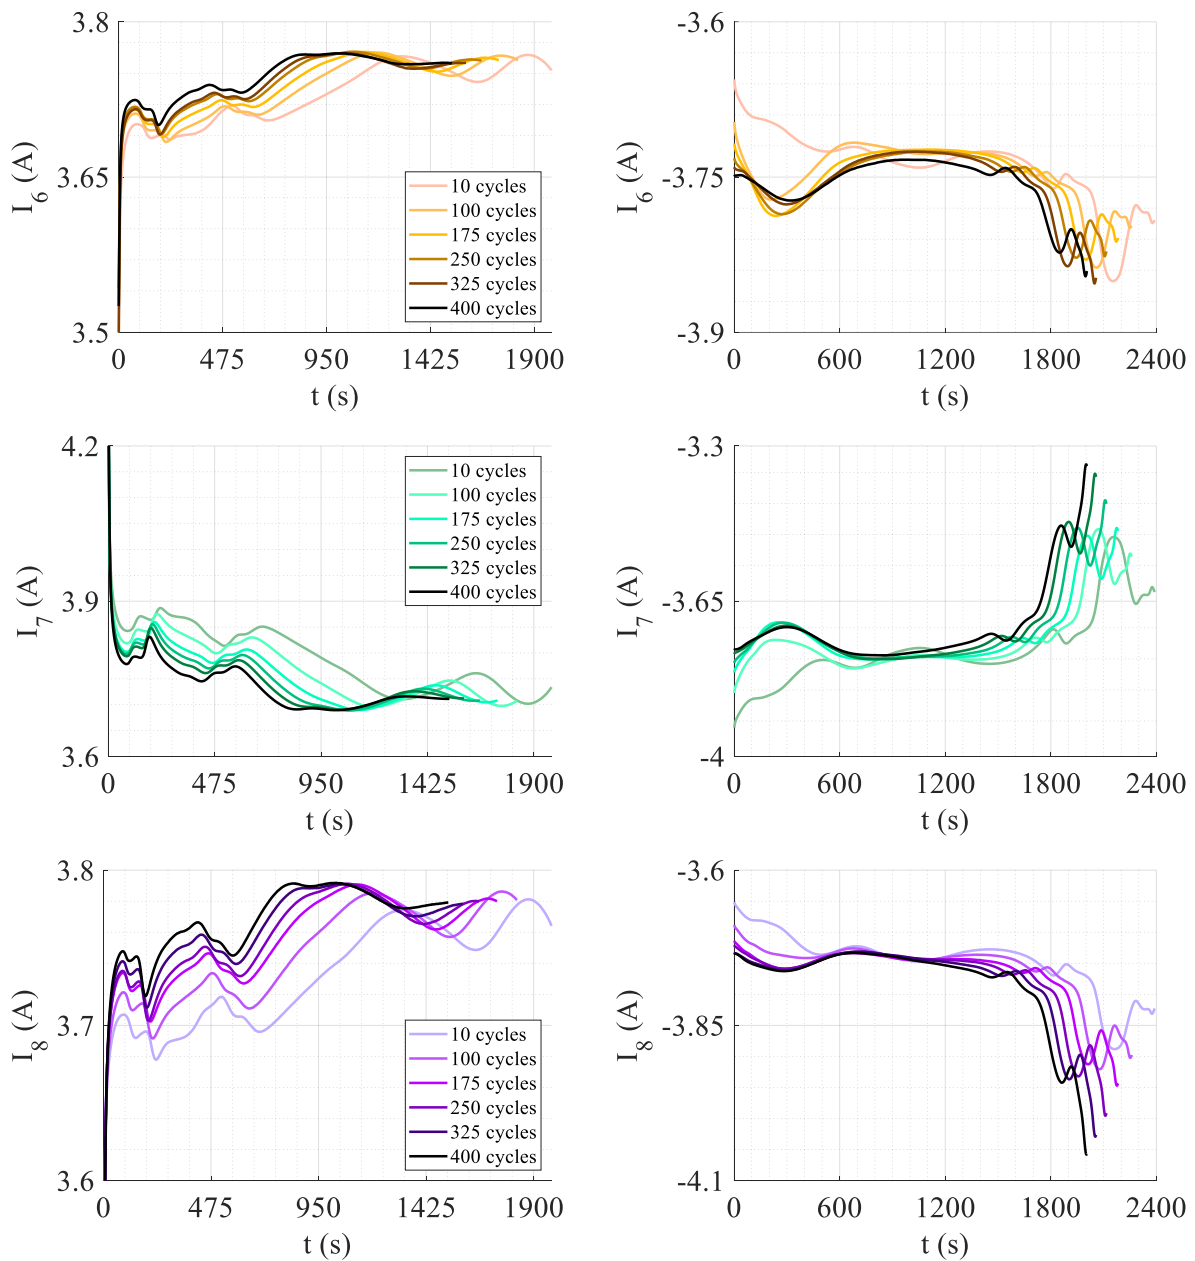 3.8
3.65
3.5
I6 (A)
0 475 950 1425 1900
t (s)
10 cycles
100 cycles
175 cycles
250 cycles
325 cycles
400 cycles
-3.6
-3.75
-3.9
I6 (A)
0 600 1200 1800 2400
t (s)
4.2
3.9
3.6
I7 (A)
0 475 950 1425 1900
t (s)
10 cycles
100 cycles
175 cycles
250 cycles
325 cycles
400 cycles
-3.3
-3.65
-4
I7 (A)
0 600 1200 1800 2400
t (s)
3.8
3.7
3.6
I8 (A)
0 475 950 1425 1900
t (s)
10 cycles
100 cycles
175 cycles
250 cycles
325 cycles
400 cycles
-3.6
-3.85
-4.1
I8 (A)
0 600 1200 1800 2400
t (s)